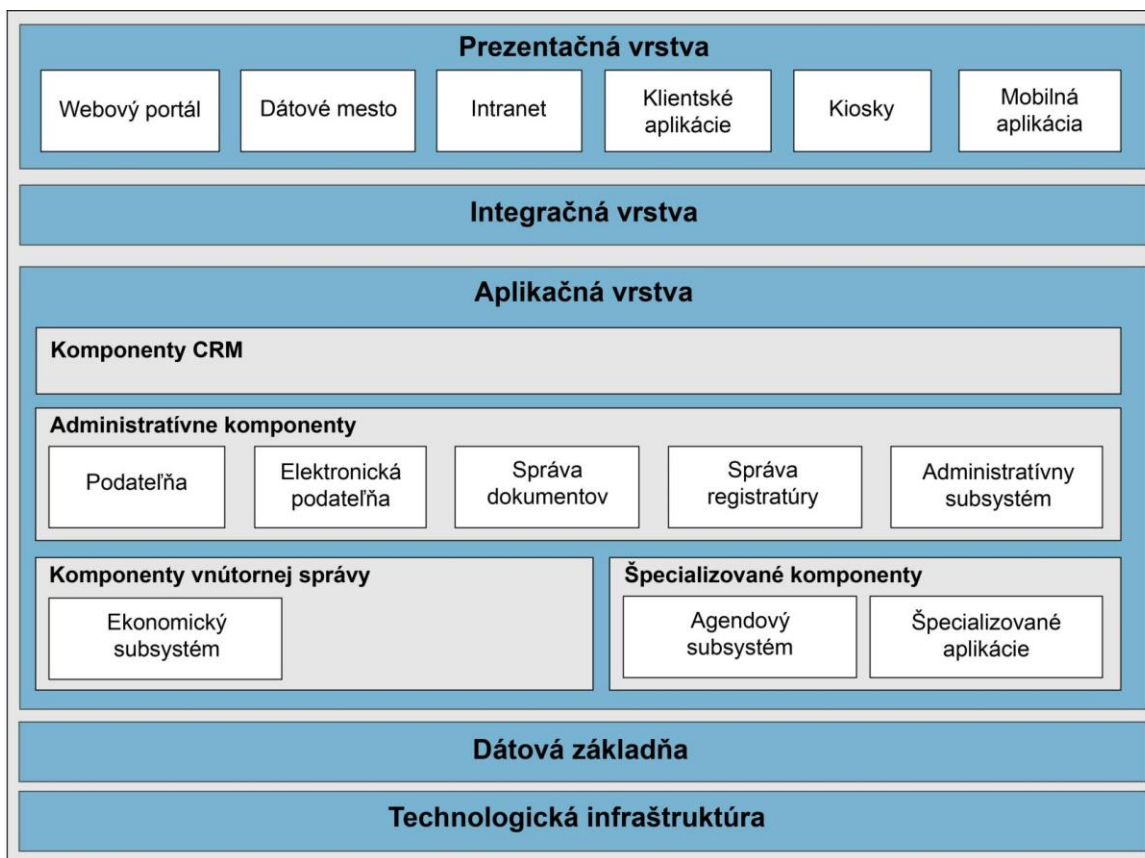 Prezentačná vrstva
Webový portál
Dátové mesto
Intranet
Klientské
aplikácie
Kiosky
Mobilná
aplikácia
Integračná vrstva
Aplikačná vrstva
Komponenty CRM
Administratívne komponenty
Podateľňa
Elektronická
podateľňa
Správa
dokumentov
Správa
registratúry
Administratívny
subsystém
Komponenty vnútornej správy
Ekonomický
subsystém
Špecializované komponenty
Agendový
subsystém
Špecializované
aplikácie
Dátová základňa
Technologická infraštruktúra